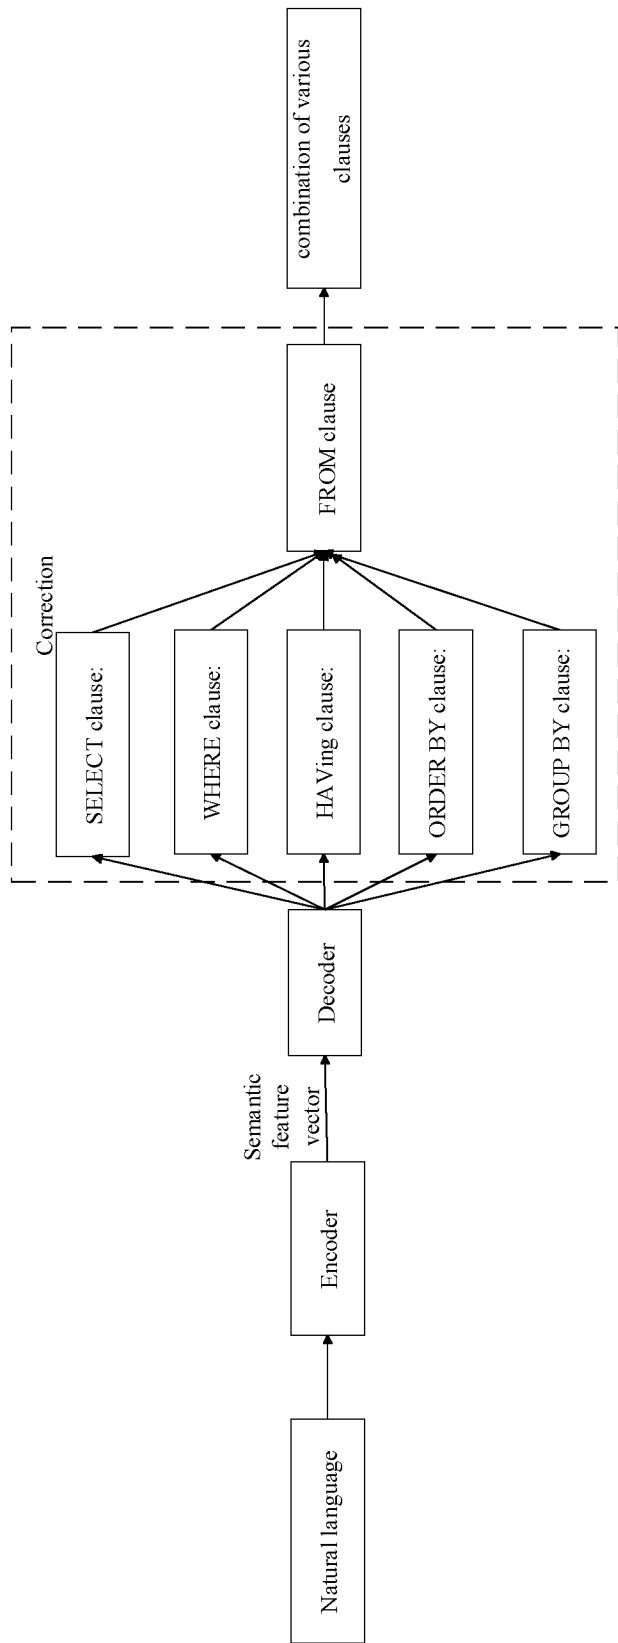 Natural language
Encoder
Semantic
feature
vector
Decoder
Correction
SELECT clause:
WHERE clause:
HAVing clause:
ORDER BY clause:
GROUP BY clause:
FROM clause
combination of various
clauses